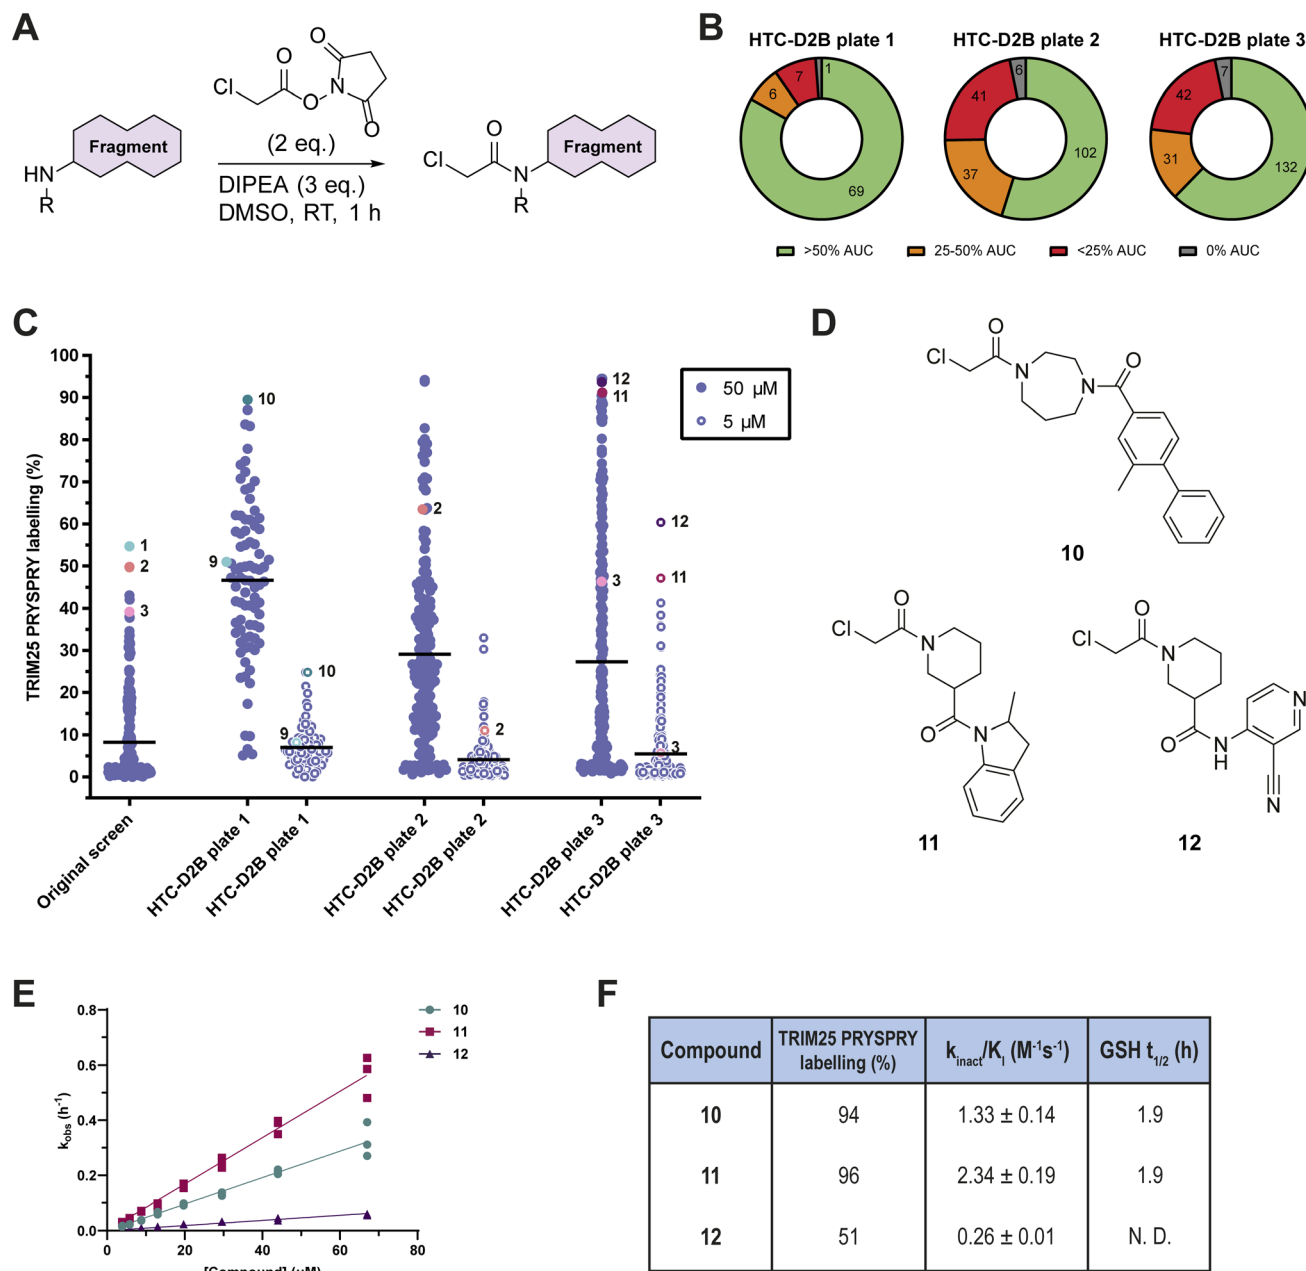 A
Cl
O
O
N
O
O
(2 eq.)
DIPEA (3 eq.)
DMSO, RT, 1 h
HN
R
Fragment
Cl
O
N
R
Fragment
B
HTC-D2B plate 1
1
7
6
69
HTC-D2B plate 2
6
41
37
102
HTC-D2B plate 3
7
42
31
132
>50% AUC
25-50% AUC
<25% AUC
0% AUC
C
TRIM25 PRYSPRY labelling (%)
100
90
80
70
60
50
40
30
20
10
0
1
2
3
10
9
10
9
2
2
12
11
3
12
11
3
50 µM
5 µM
Original screen
HTC-D2B plate 1
HTC-D2B plate 1
HTC-D2B plate 2
HTC-D2B plate 2
HTC-D2B plate 3
HTC-D2B plate 3
D
Cl
O
N
N
O
10
Cl
O
N
O
N
11
Cl
O
N
O
N
H
N
N
12
E
kobs (h-1)
0.8
0.6
0.4
0.2
0.0
0
20
40
60
80
[Compound] (µM)
10
11
12
F
Compound
TRIM25 PRYSPRY
labelling (%)
kinact/KI (M-1s-1)
GSH t1/2 (h)
10
94
1.33 ± 0.14
1.9
11
96
2.34 ± 0.19
1.9
12
51
0.26 ± 0.01
N. D.